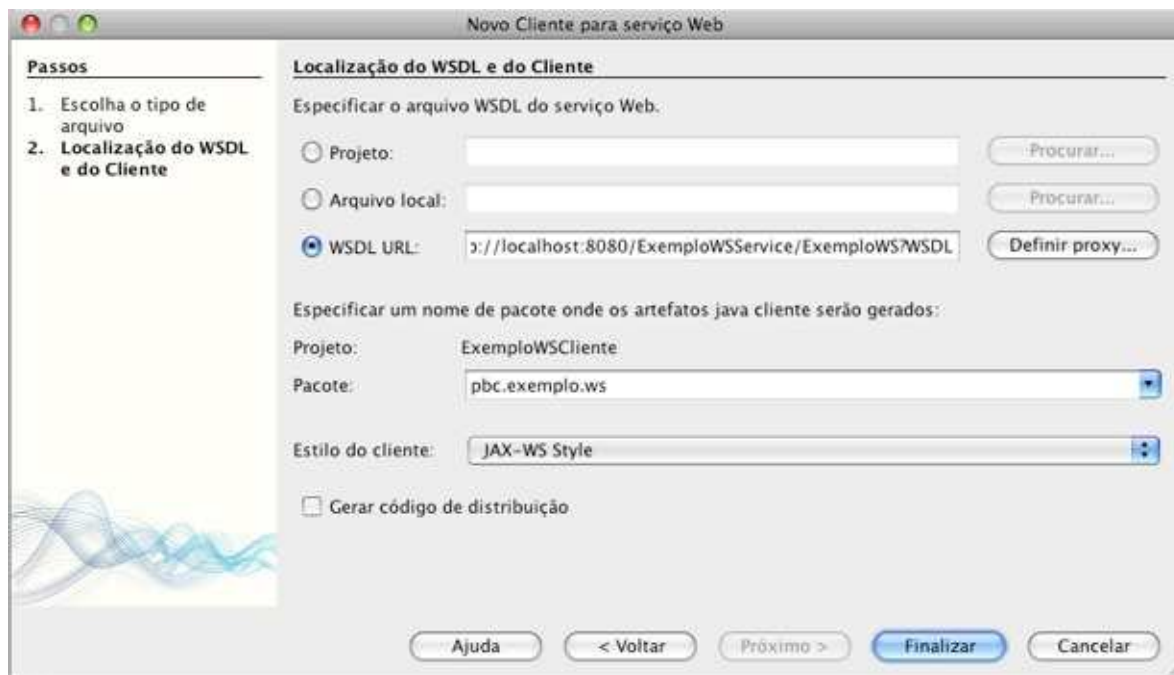 Novo Cliente para serviço Web
Passos
1. Escolha o tipo de
arquivo
2. Localização do WSDL
e do Cliente
Localização do WSDL e do Cliente
Especificar o arquivo WSDL do serviço Web.
Projeto: Procurar...
Arquivo local: Procurar...
WSDL URL: ://localhost:8080/ExemploWSService/ExemploWS?WSDL Definir proxy...
Especificar um nome de pacote onde os artefatos java cliente serão gerados:
Projeto: ExemploWSCliente
Pacote: pbc.exemplo.ws
Estilo do cliente: JAX-WS Style
Gerar código de distribuição
Ajuda < Voltar Próximo > Finalizar Cancelar